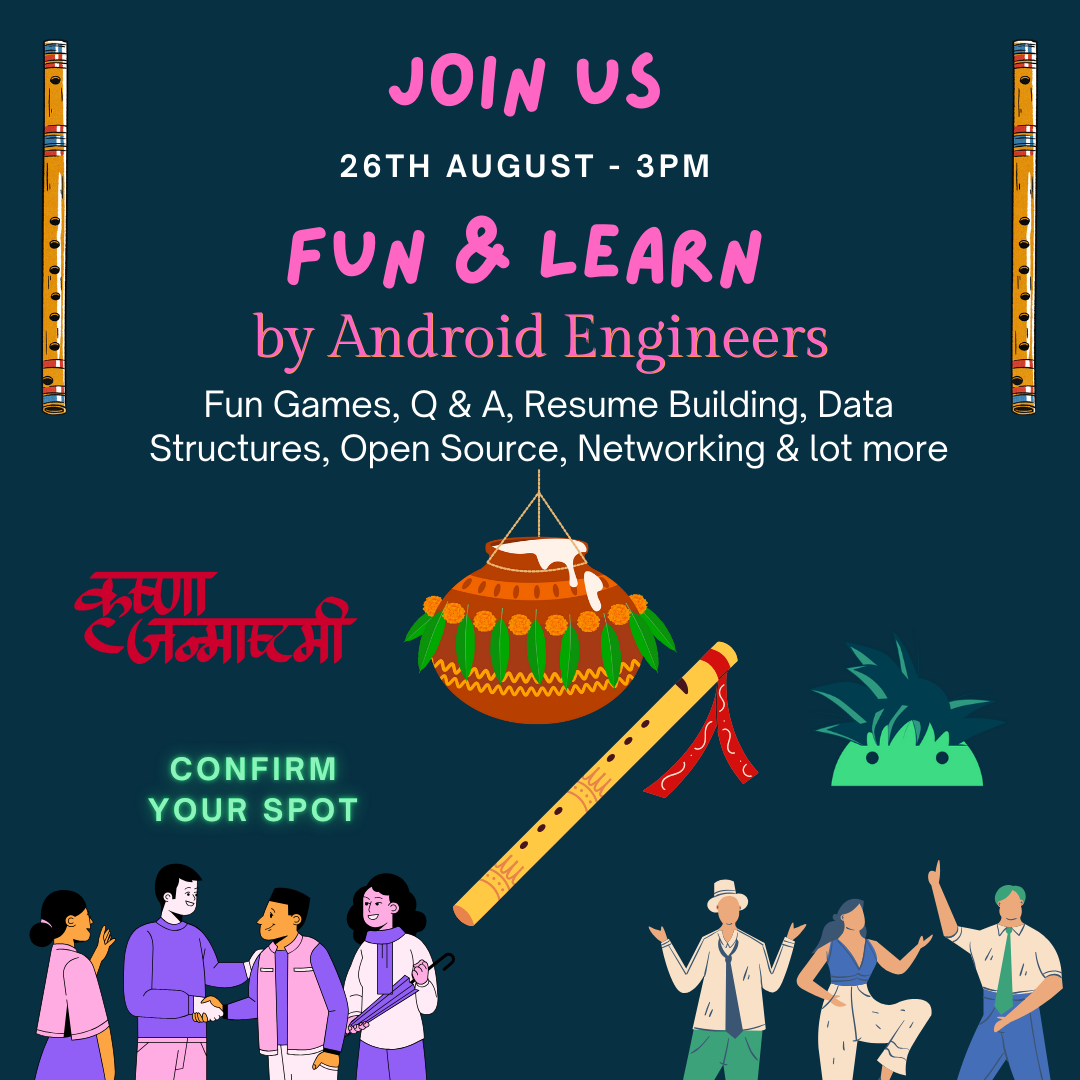 JOIN US
26TH AUGUST - 3PM
FUN & LEARN
by Android Engineers
Fun Games, Q & A, Resume Building, Data
Structures, Open Source, Networking & lot more
कृष्णा
जन्माष्टमी
CONFIRM
YOUR SPOT